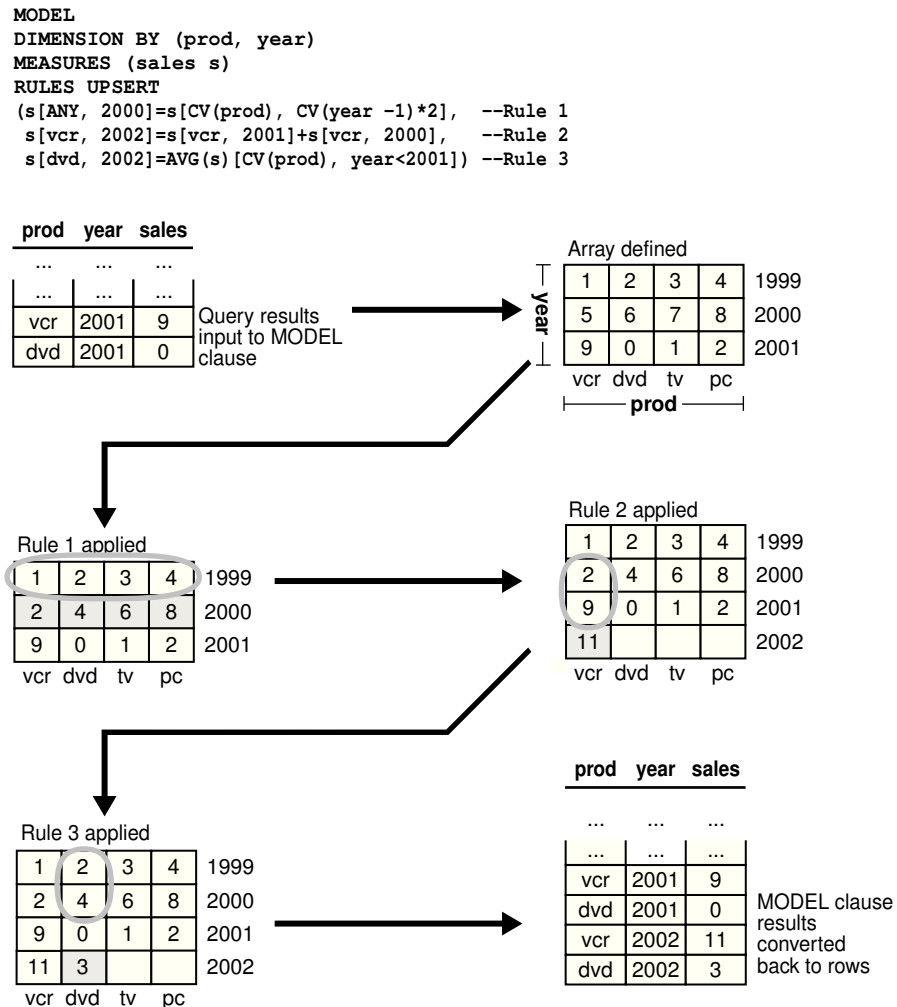 MODEL
DIMENSION BY (prod, year)
MEASURES (sales s)
RULES UPSERT
(s[ANY, 2000]=s[CV(prod), CV(year -1)*2], --Rule 1
s[vcr, 2002]=s[vcr, 2001]+s[vcr, 2000], --Rule 2
s[dvd, 2002]=AVG(s)[CV(prod), year<2001]) --Rule 3
prod year sales
... ... ...
... ... ...
vcr 2001 9
dvd 2001 0
Query results
input to MODEL
clause
Array defined
year
1 2 3 4 1999
5 6 7 8 2000
9 0 1 2 2001
vcr dvd tv pc
prod
Rule 1 applied
1 2 3 4 1999
2 4 6 8 2000
9 0 1 2 2001
vcr dvd tv pc
Rule 2 applied
1 2 3 4 1999
2 4 6 8 2000
9 0 1 2 2001
11 2002
vcr dvd tv pc
Rule 3 applied
1 2 3 4 1999
2 4 6 8 2000
9 0 1 2 2001
11 3 2002
vcr dvd tv pc
prod year sales
... ... ...
... ... ...
vcr 2001 9
dvd 2001 0
vcr 2002 11
dvd 2002 3
MODEL clause
results
converted
back to rows